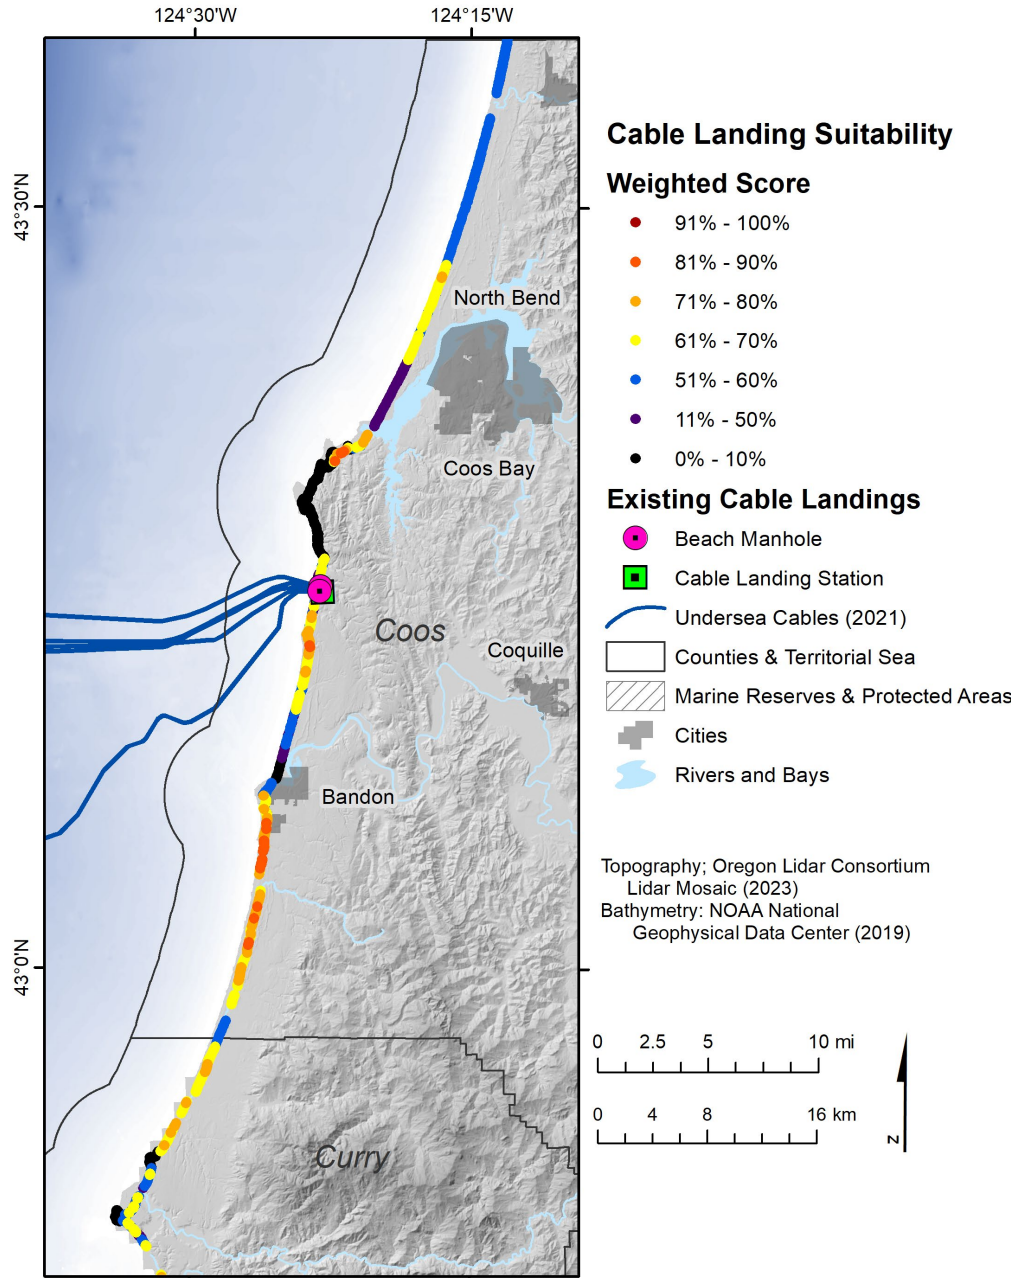 124°30'W
124°15'W
43°30'N
43°0'N
North Bend
Coos Bay
Coos
Coquille
Bandon
Curry
Cable Landing Suitability
Weighted Score
91% - 100%
81% - 90%
71% - 80%
61% - 70%
51% - 60%
11% - 50%
0% - 10%
Existing Cable Landings
Beach Manhole
Cable Landing Station
Undersea Cables (2021)
Counties & Territorial Sea
Marine Reserves & Protected Areas
Cities
Rivers and Bays
Topography; Oregon Lidar Consortium
Lidar Mosaic (2023)
Bathymetry: NOAA National
Geophysical Data Center (2019)
0 2.5 5 10 mi
0 4 8 16 km
N